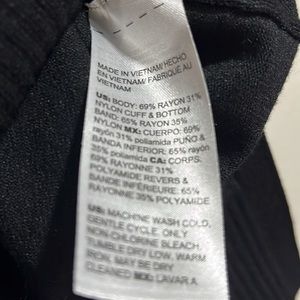 MADE IN VIETNAM/ HECHO
EN VIETNAM/ FABRIQUE AU
VIETNAM
US: BODY: 69% RAYON 31%
NYLON CUFF & BOTTOM
BAND: 65% RAYON 35%
NYLON MX: CUERPO: 69%
rayón 31% poliamida PUÑO &
BANDA INFERIOR: 65% rayón
35% poliamida CA: CORPS:
69% RAYONNE 31%
POLYAMIDE REVERS &
BANDE INFÉRIEURE: 65%
RAYONNE 35% POLYAMIDE
US: MACHINE WASH COLD,
GENTLE CYCLE. ONLY
NON-CHLORINE BLEACH,
TUMBLE DRY LOW. WARM
IRON, MAY BE DRY
CLEANED MX: LAVAR A